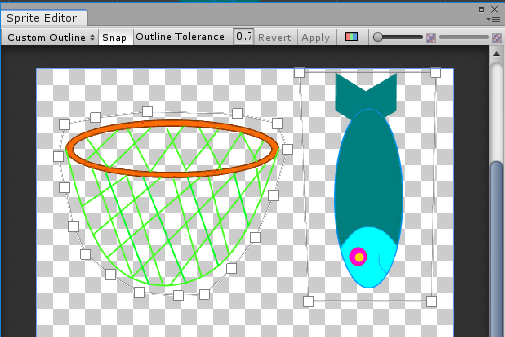 Sprite Editor
Custom Outline Snap Outline Tolerance 0.7 Revert Apply